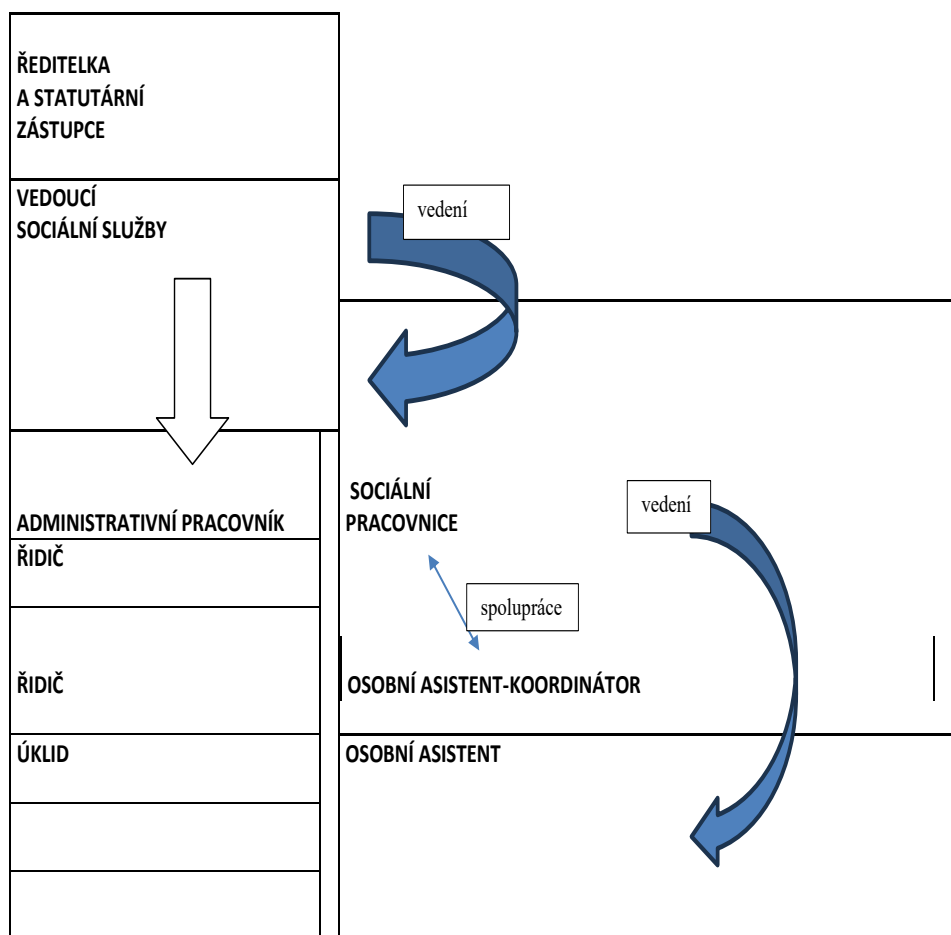 ŘEDITELKA
A STATUTÁRNÍ
ZÁSTUPCE
VEDOUCÍ
SOCIÁLNÍ SLUŽBY
vedení
ADMINISTRATIVNÍ PRACOVNÍK
SOCIÁLNÍ
PRACOVNICE
vedení
ŘIDIČ
spolupráce
ŘIDIČ
OSOBNÍ ASISTENT-KOORDINÁTOR
ÚKLID
OSOBNÍ ASISTENT